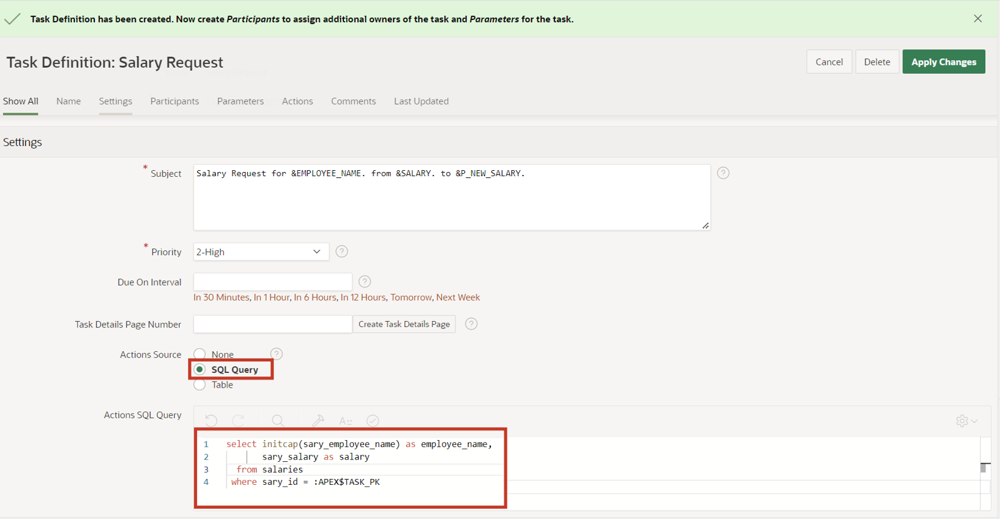 Task Definition has been created. Now create Participants to assign additional owners of the task and Parameters for the task.
Task Definition: Salary Request
Cancel
Delete
Apply Changes
Show All
Name
Settings
Participants
Parameters
Actions
Comments
Last Updated
Settings
* Subject
Salary Request for &EMPLOYEE_NAME. from &SALARY. to &P_NEW_SALARY.
?
* Priority
2-High
?
Due On Interval
?
In 30 Minutes, In 1 Hour, In 6 Hours, In 12 Hours, Tomorrow, Next Week
Task Details Page Number
Create Task Details Page
?
Actions Source
None
?
SQL Query
Table
Actions SQL Query
1 select initcap(sary_employee_name) as employee_name,
2 sary_salary as salary
3 from salaries
4 where sary_id = :APEX$TASK_PK